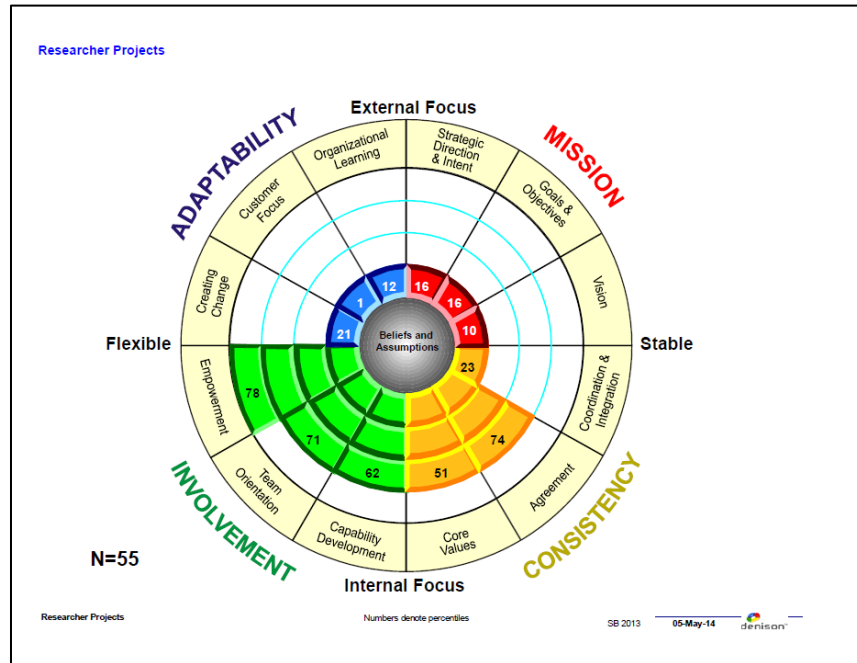 Researcher Projects
External Focus
ADAPTABILITY
MISSION
Organizational
Learning
Strategic
Direction
& Intent
Customer
Focus
Goals &
Objectives
Creating
Change
Vision
12
16
1
16
21
10
Beliefs and
Assumptions
Flexible
Stable
23
Empowerment
Coordination &
Integration
78
71
74
62
51
Team
Orientation
Agreement
Capability
Development
Core
Values
INVOLVEMENT
CONSISTENCY
N=55
Internal Focus
Researcher Projects
Numbers denote percentiles
SB 2013
05-May-14
denison™